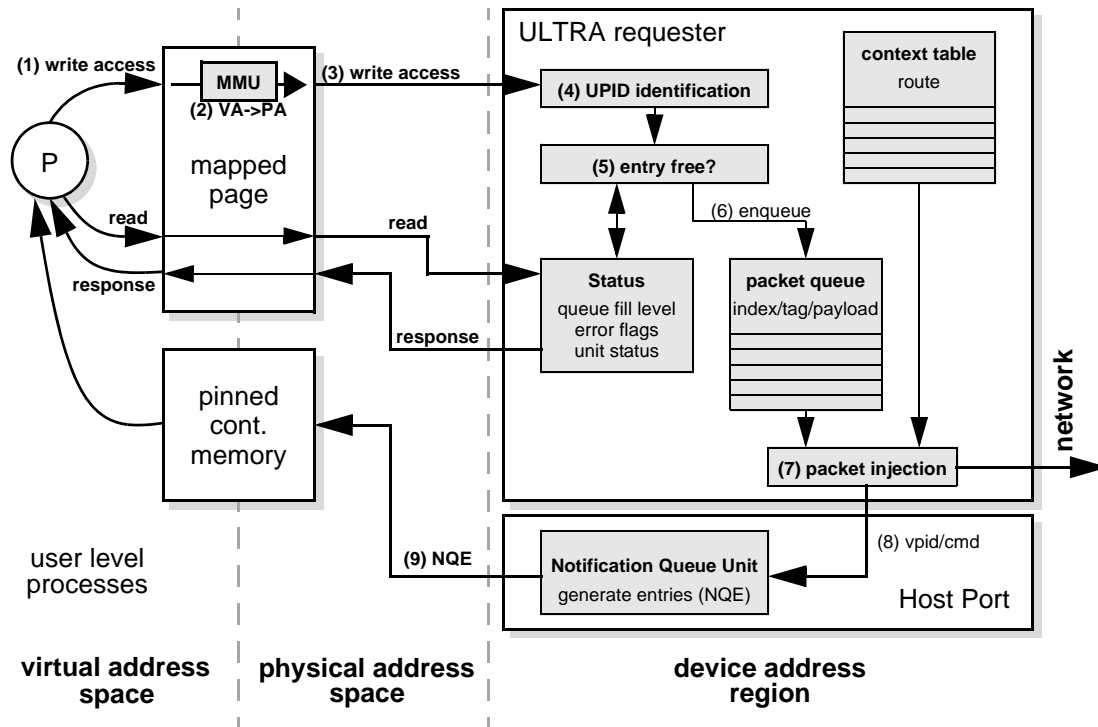 ULTRA requester
(1) write access
MMU
(2) VA->PA
mapped
page
P
read
response
(3) write access
read
response
(4) UPID identification
(5) entry free?
(6) enqueue
context table
route
Status
queue fill level
error flags
unit status
packet queue
index/tag/payload
(7) packet injection
network
pinned
cont.
memory
(8) vpid/cmd
(9) NQE
Notification Queue Unit
generate entries (NQE)
Host Port
user level
processes
virtual address
space
physical address
space
device address
region